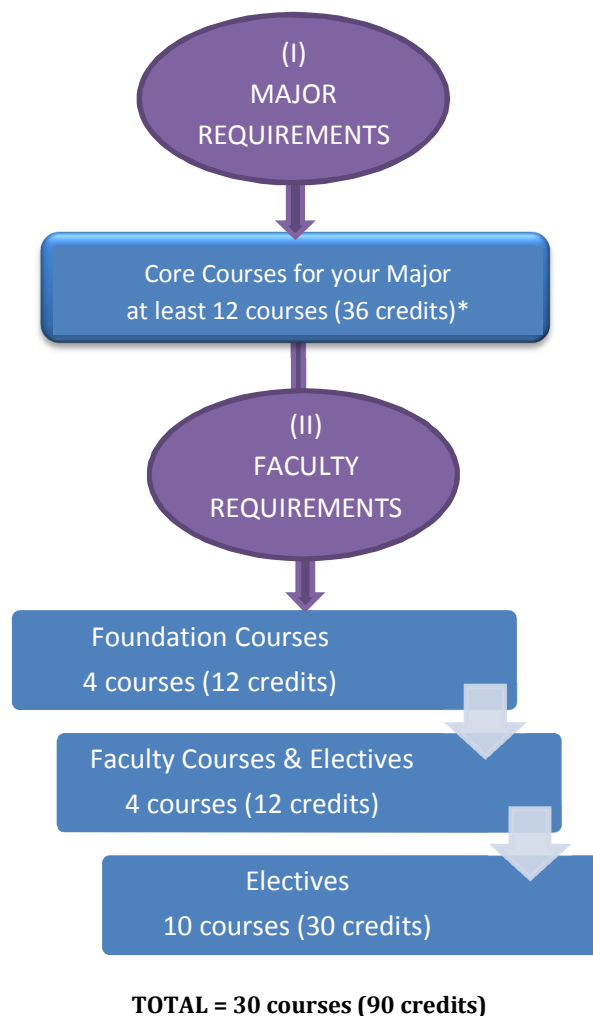 (I)
MAJOR
REQUIREMENTS
Core Courses for your Major
at least 12 courses (36 credits)*
(II)
FACULTY
REQUIREMENTS
Foundation Courses
4 courses (12 credits)
Faculty Courses & Electives
4 courses (12 credits)
Electives
10 courses (30 credits)
TOTAL = 30 courses (90 credits)